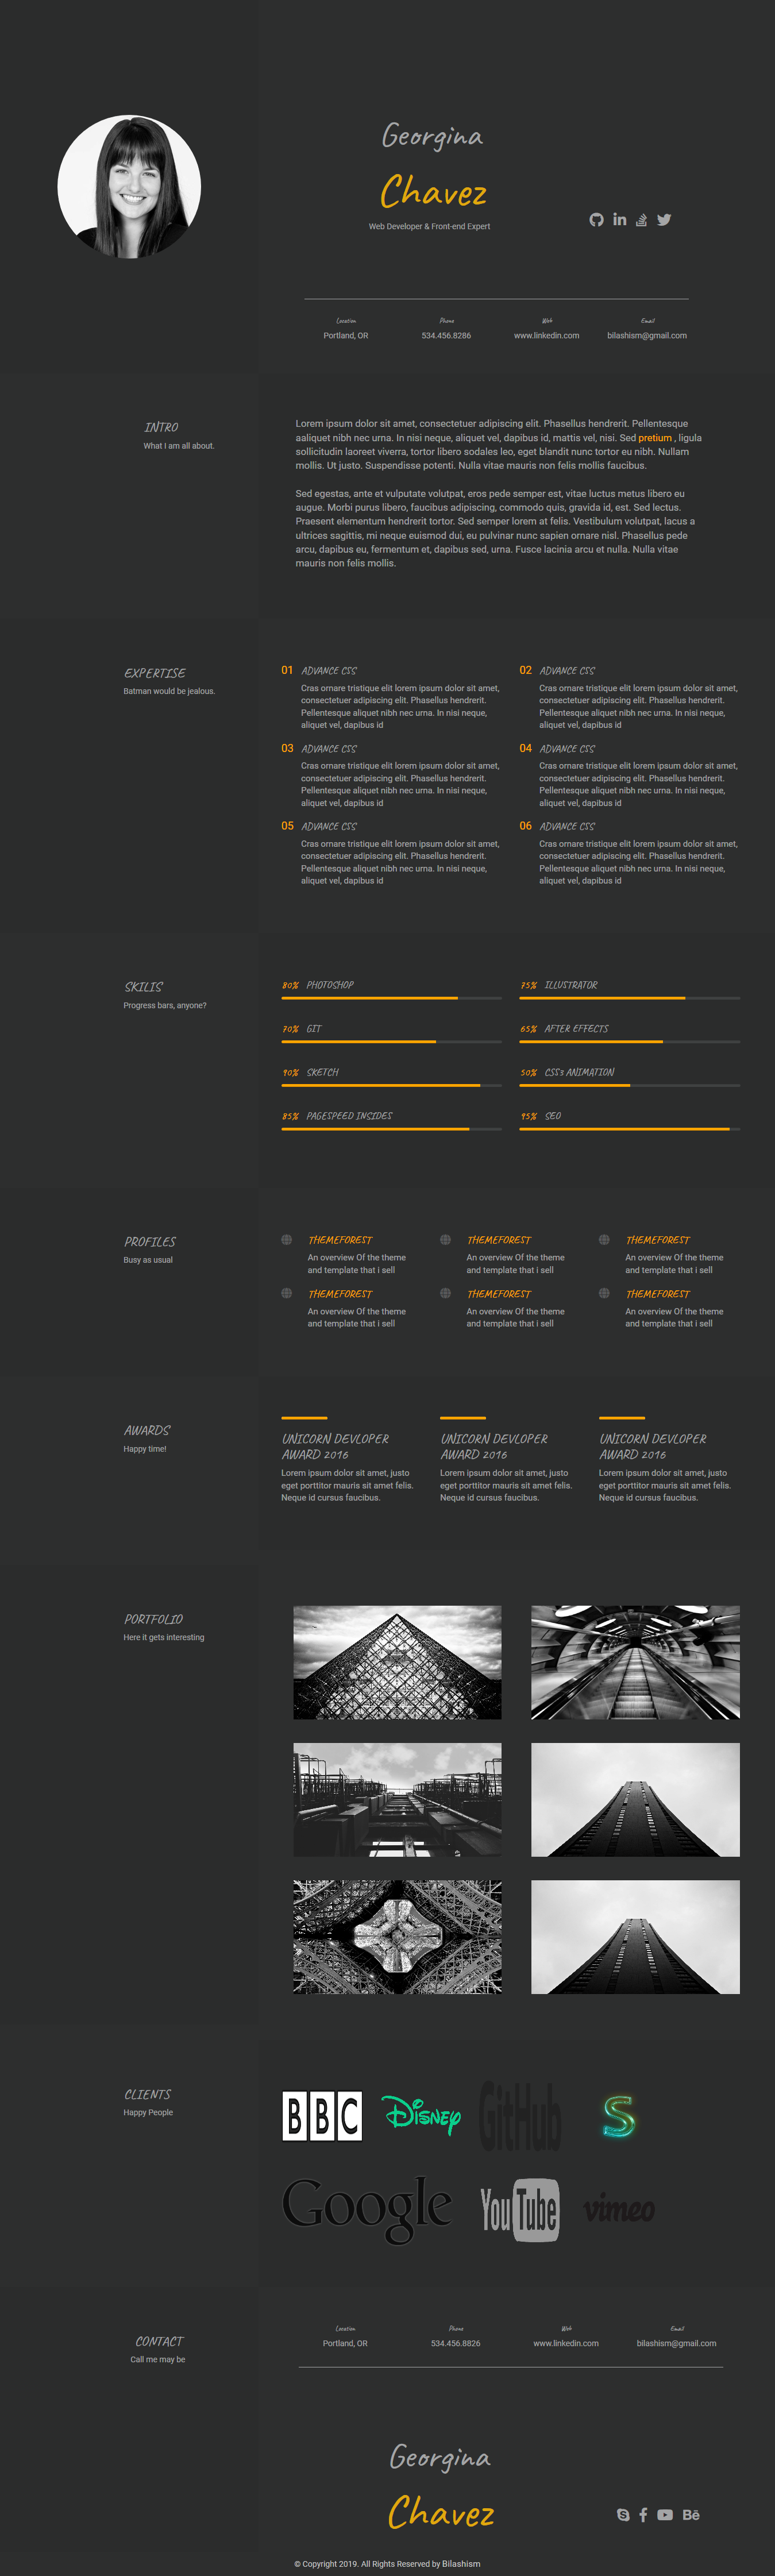 Georgina
Chavez
Web Developer & Front-end Expert
Location
Portland, OR
Phone
534.456.8286
Web
www.linkedin.com
Email
bilashism@gmail.com
INTRO
What I am all about.
Lorem ipsum dolor sit amet, consectetuer adipiscing elit. Phasellus hendrerit. Pellentesque
aaliquet nibh nec urna. In nisi neque, aliquet vel, dapibus id, mattis vel, nisi. Sed pretium , ligula
sollicitudin laoreet viverra, tortor libero sodales leo, eget blandit nunc tortor eu nibh. Nullam
mollis. Ut justo. Suspendisse potenti. Nulla vitae mauris non felis mollis faucibus.
Sed egestas, ante et vulputate volutpat, eros pede semper est, vitae luctus metus libero eu
augue. Morbi purus libero, faucibus adipiscing, commodo quis, gravida id, est. Sed lectus.
Praesent elementum hendrerit tortor. Sed semper lorem at felis. Vestibulum volutpat, lacus a
ultrices sagittis, mi neque euismod dui, eu pulvinar nunc sapien ornare nisl. Phasellus pede
arcu, dapibus eu, fermentum et, dapibus sed, urna. Fusce lacinia arcu et nulla. Nulla vitae
mauris non felis mollis.
EXPERTISE
Batman would be jealous.
01 ADVANCE CSS
Cras ornare tristique elit lorem ipsum dolor sit amet,
consectetuer adipiscing elit. Phasellus hendrerit.
Pellentesque aliquet nibh nec urna. In nisi neque,
aliquet vel, dapibus id
02 ADVANCE CSS
Cras ornare tristique elit lorem ipsum dolor sit amet,
consectetuer adipiscing elit. Phasellus hendrerit.
Pellentesque aliquet nibh nec urna. In nisi neque,
aliquet vel, dapibus id
03 ADVANCE CSS
Cras ornare tristique elit lorem ipsum dolor sit amet,
consectetuer adipiscing elit. Phasellus hendrerit.
Pellentesque aliquet nibh nec urna. In nisi neque,
aliquet vel, dapibus id
04 ADVANCE CSS
Cras ornare tristique elit lorem ipsum dolor sit amet,
consectetuer adipiscing elit. Phasellus hendrerit.
Pellentesque aliquet nibh nec urna. In nisi neque,
aliquet vel, dapibus id
05 ADVANCE CSS
Cras ornare tristique elit lorem ipsum dolor sit amet,
consectetuer adipiscing elit. Phasellus hendrerit.
Pellentesque aliquet nibh nec urna. In nisi neque,
aliquet vel, dapibus id
06 ADVANCE CSS
Cras ornare tristique elit lorem ipsum dolor sit amet,
consectetuer adipiscing elit. Phasellus hendrerit.
Pellentesque aliquet nibh nec urna. In nisi neque,
aliquet vel, dapibus id
SKILLS
Progress bars, anyone?
80% PHOTOSHOP
75% ILLUSTRATOR
70% GIT
65% AFTER EFFECTS
90% SKETCH
50% CSS3 ANIMATION
85% PAGESPEED INSIDES
95% SEO
PROFILES
Busy as usual
THEMEFOREST
An overview Of the theme
and template that i sell
THEMEFOREST
An overview Of the theme
and template that i sell
THEMEFOREST
An overview Of the theme
and template that i sell
THEMEFOREST
An overview Of the theme
and template that i sell
THEMEFOREST
An overview Of the theme
and template that i sell
THEMEFOREST
An overview Of the theme
and template that i sell
AWARDS
Happy time!
UNICORN DEVLOPER
AWARD 2016
Lorem ipsum dolor sit amet, justo
eget porttitor mauris sit amet felis.
Neque id cursus faucibus.
UNICORN DEVLOPER
AWARD 2016
Lorem ipsum dolor sit amet, justo
eget porttitor mauris sit amet felis.
Neque id cursus faucibus.
UNICORN DEVLOPER
AWARD 2016
Lorem ipsum dolor sit amet, justo
eget porttitor mauris sit amet felis.
Neque id cursus faucibus.
PORTFOLIO
Here it gets interesting
CLIENTS
Happy People
BBC
DISNEY
GitHub
S
Google
YouTube
vimeo
CONTACT
Call me may be
Location
Portland, OR
Phone
534.456.8826
Web
www.linkedin.com
Email
bilashism@gmail.com
Georgina
Chavez
© Copyright 2019. All Rights Reserved by Bilashism